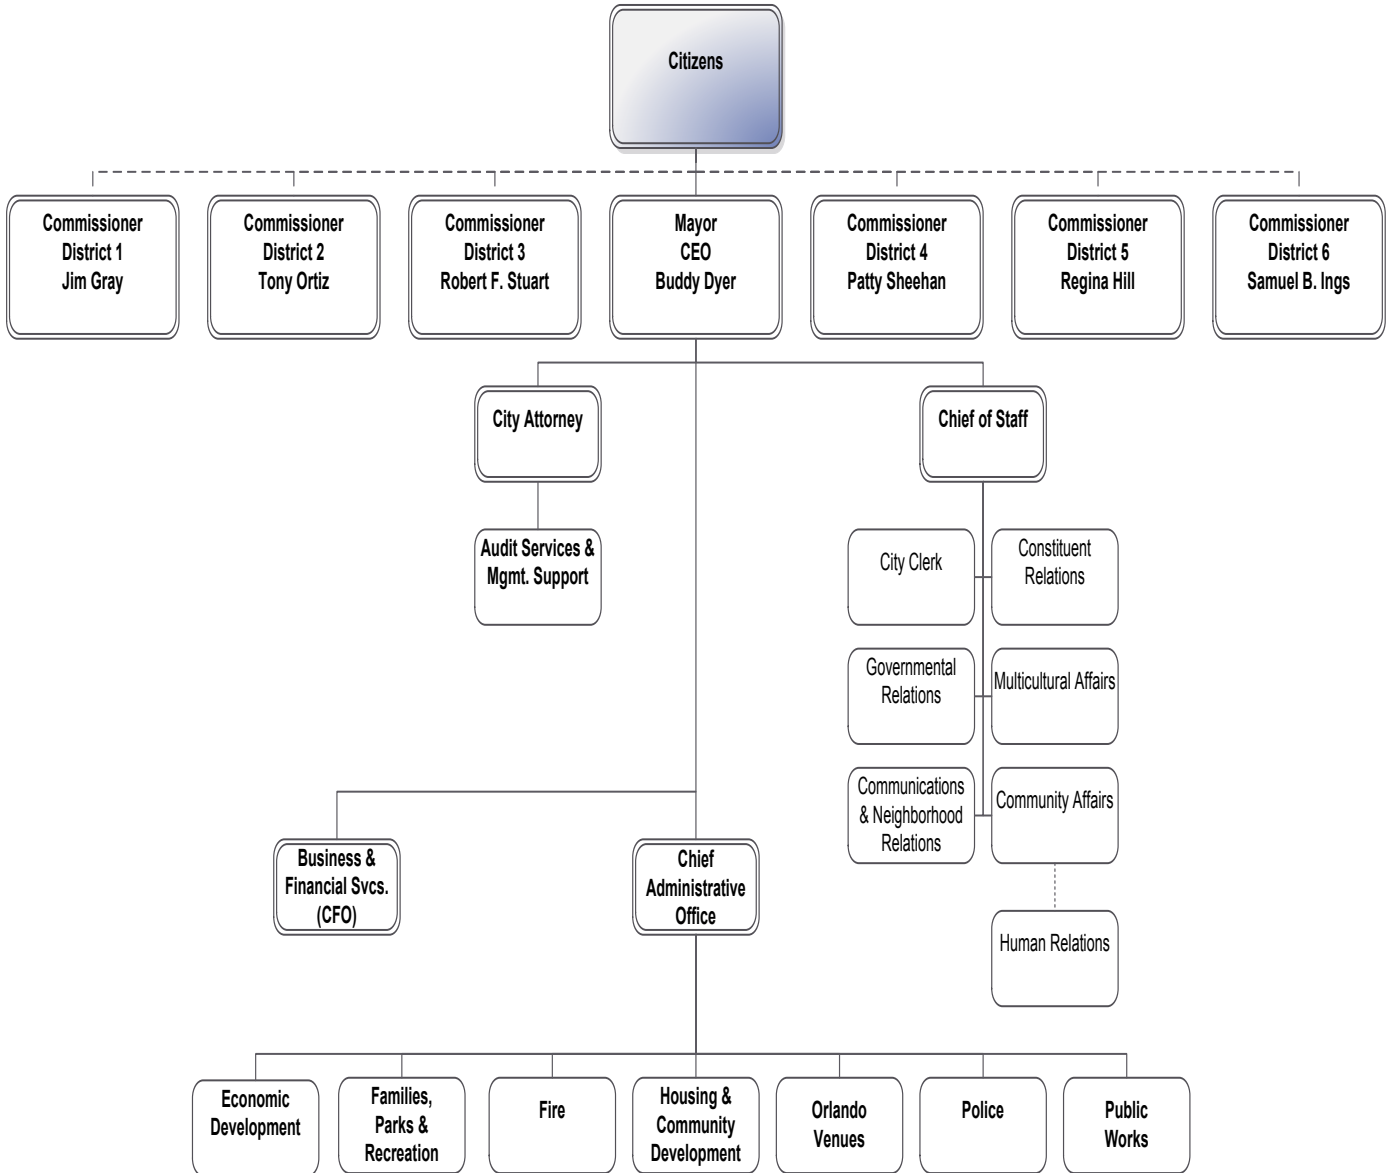 Citizens
Commissioner
District 1
Jim Gray
Commissioner
District 2
Tony Ortiz
Commissioner
District 3
Robert F. Stuart
Mayor
CEO
Buddy Dyer
Commissioner
District 4
Patty Sheehan
Commissioner
District 5
Regina Hill
Commissioner
District 6
Samuel B. Ings
City Attorney
Chief of Staff
Audit Services &
Mgmt. Support
City Clerk
Constituent
Relations
Governmental
Relations
Multicultural Affairs
Communications
& Neighborhood
Relations
Community Affairs
Business &
Financial Svcs.
(CFO)
Chief
Administrative
Office
Human Relations
Economic
Development
Families,
Parks &
Recreation
Fire
Housing &
Community
Development
Orlando
Venues
Police
Public
Works